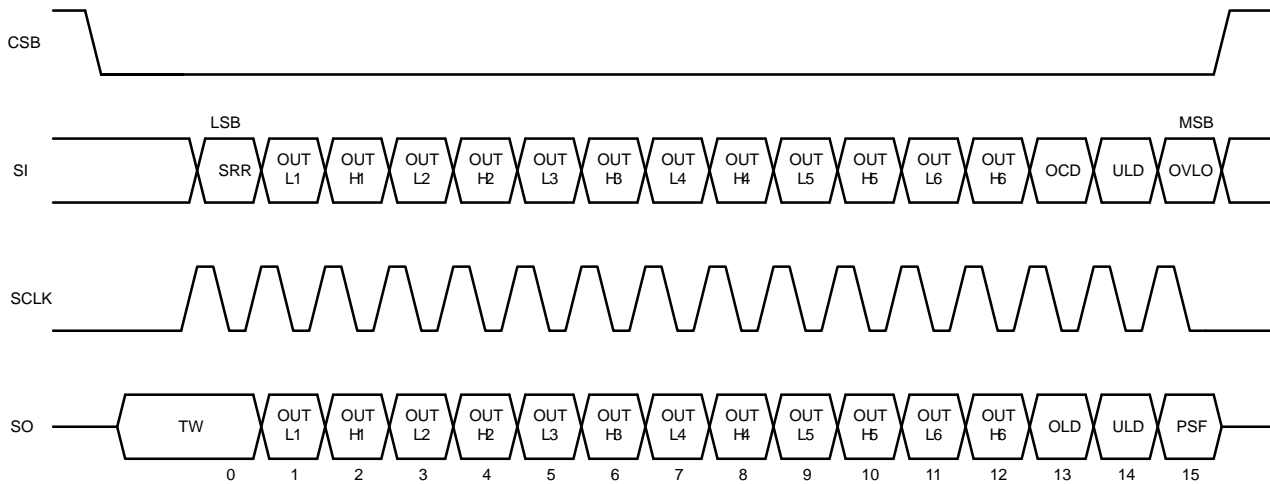 CSB
LSB
MSB
SI
SRR
OUT L1
OUT H1
OUT L2
OUT H2
OUT L3
OUT H3
OUT L4
OUT H4
OUT L5
OUT H5
OUT L6
OUT H6
OCD
ULD
OVLO
SCLK
SO
TW
OUT L1
OUT H1
OUT L2
OUT H2
OUT L3
OUT H3
OUT L4
OUT H4
OUT L5
OUT H5
OUT L6
OUT H6
OLD
ULD
PSF
0 1 2 3 4 5 6 7 8 9 10 11 12 13 14 15